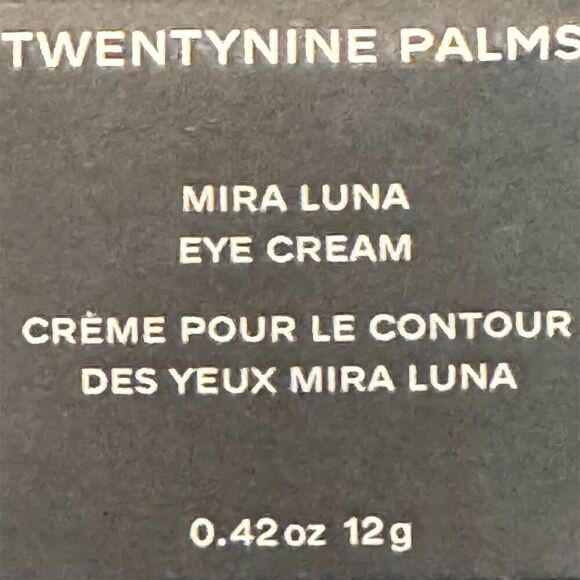 TWENTYNINE PALMS
MIRA LUNA
EYE CREAM
CRÈME POUR LE CONTOUR
DES YEUX MIRA LUNA
0.42oz 12g